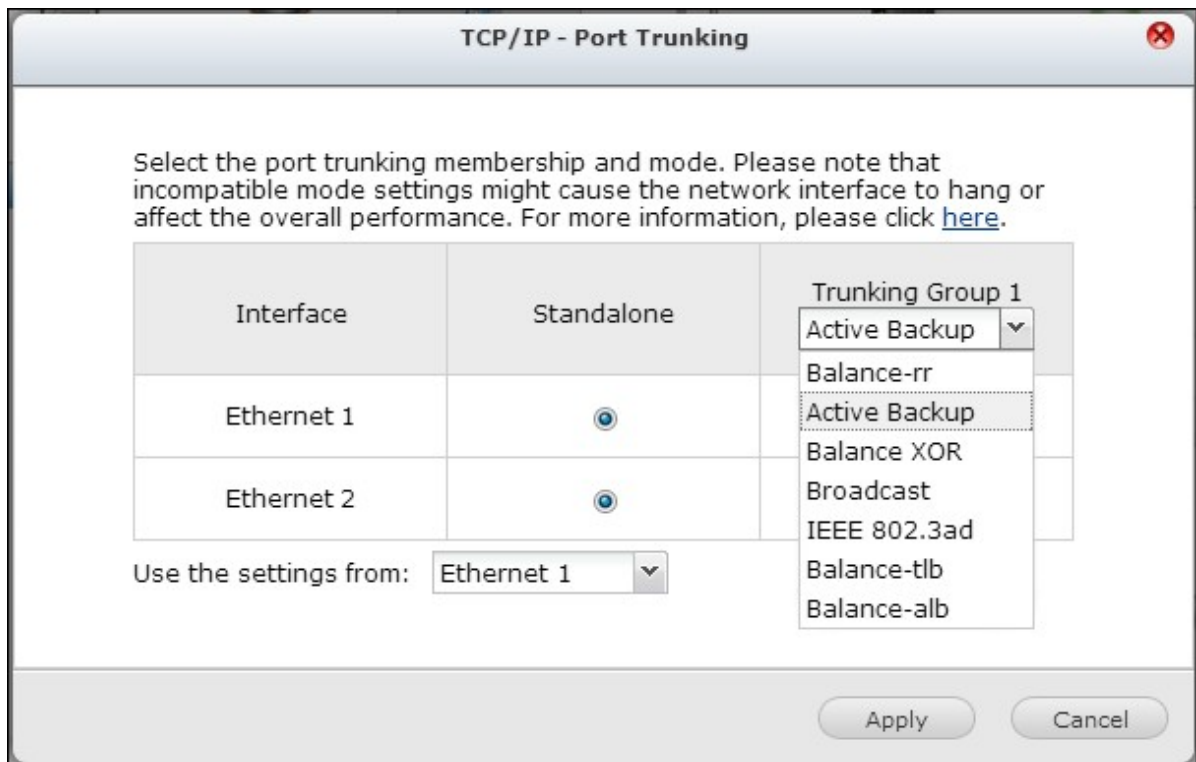 TCP/IP - Port Trunking
Select the port trunking membership and mode. Please note that
incompatible mode settings might cause the network interface to hang or
affect the overall performance. For more information, please click here.
Interface
Standalone
Trunking Group 1
Active Backup
Balance-rr
Active Backup
Balance XOR
Broadcast
IEEE 802.3ad
Balance-tlb
Balance-alb
Ethernet 1
Ethernet 2
Use the settings from: Ethernet 1
Apply Cancel